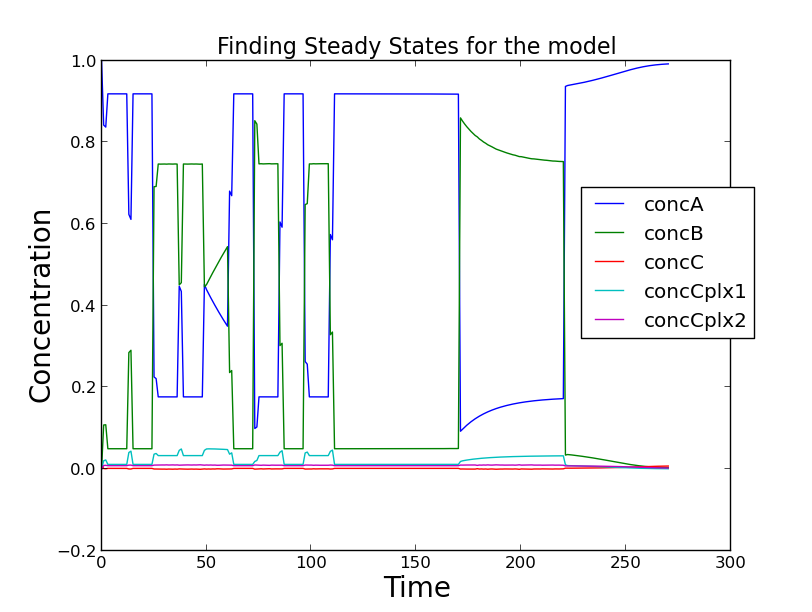 Finding Steady States for the model
1.0
0.8
0.6
0.4
0.2
0.0
−0.2
Concentration
0
50
100
150
200
250
300
Time
concA
concB
concC
concCplx1
concCplx2